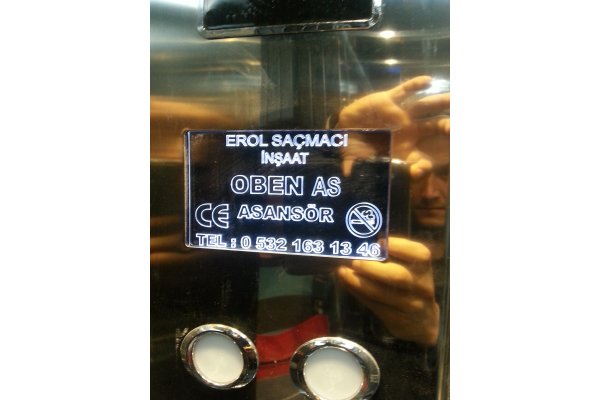 EROL SAÇMACI
İNŞAAT
OBEN AS
CE ASANSÖR
TEL : 0 532 163 13 46